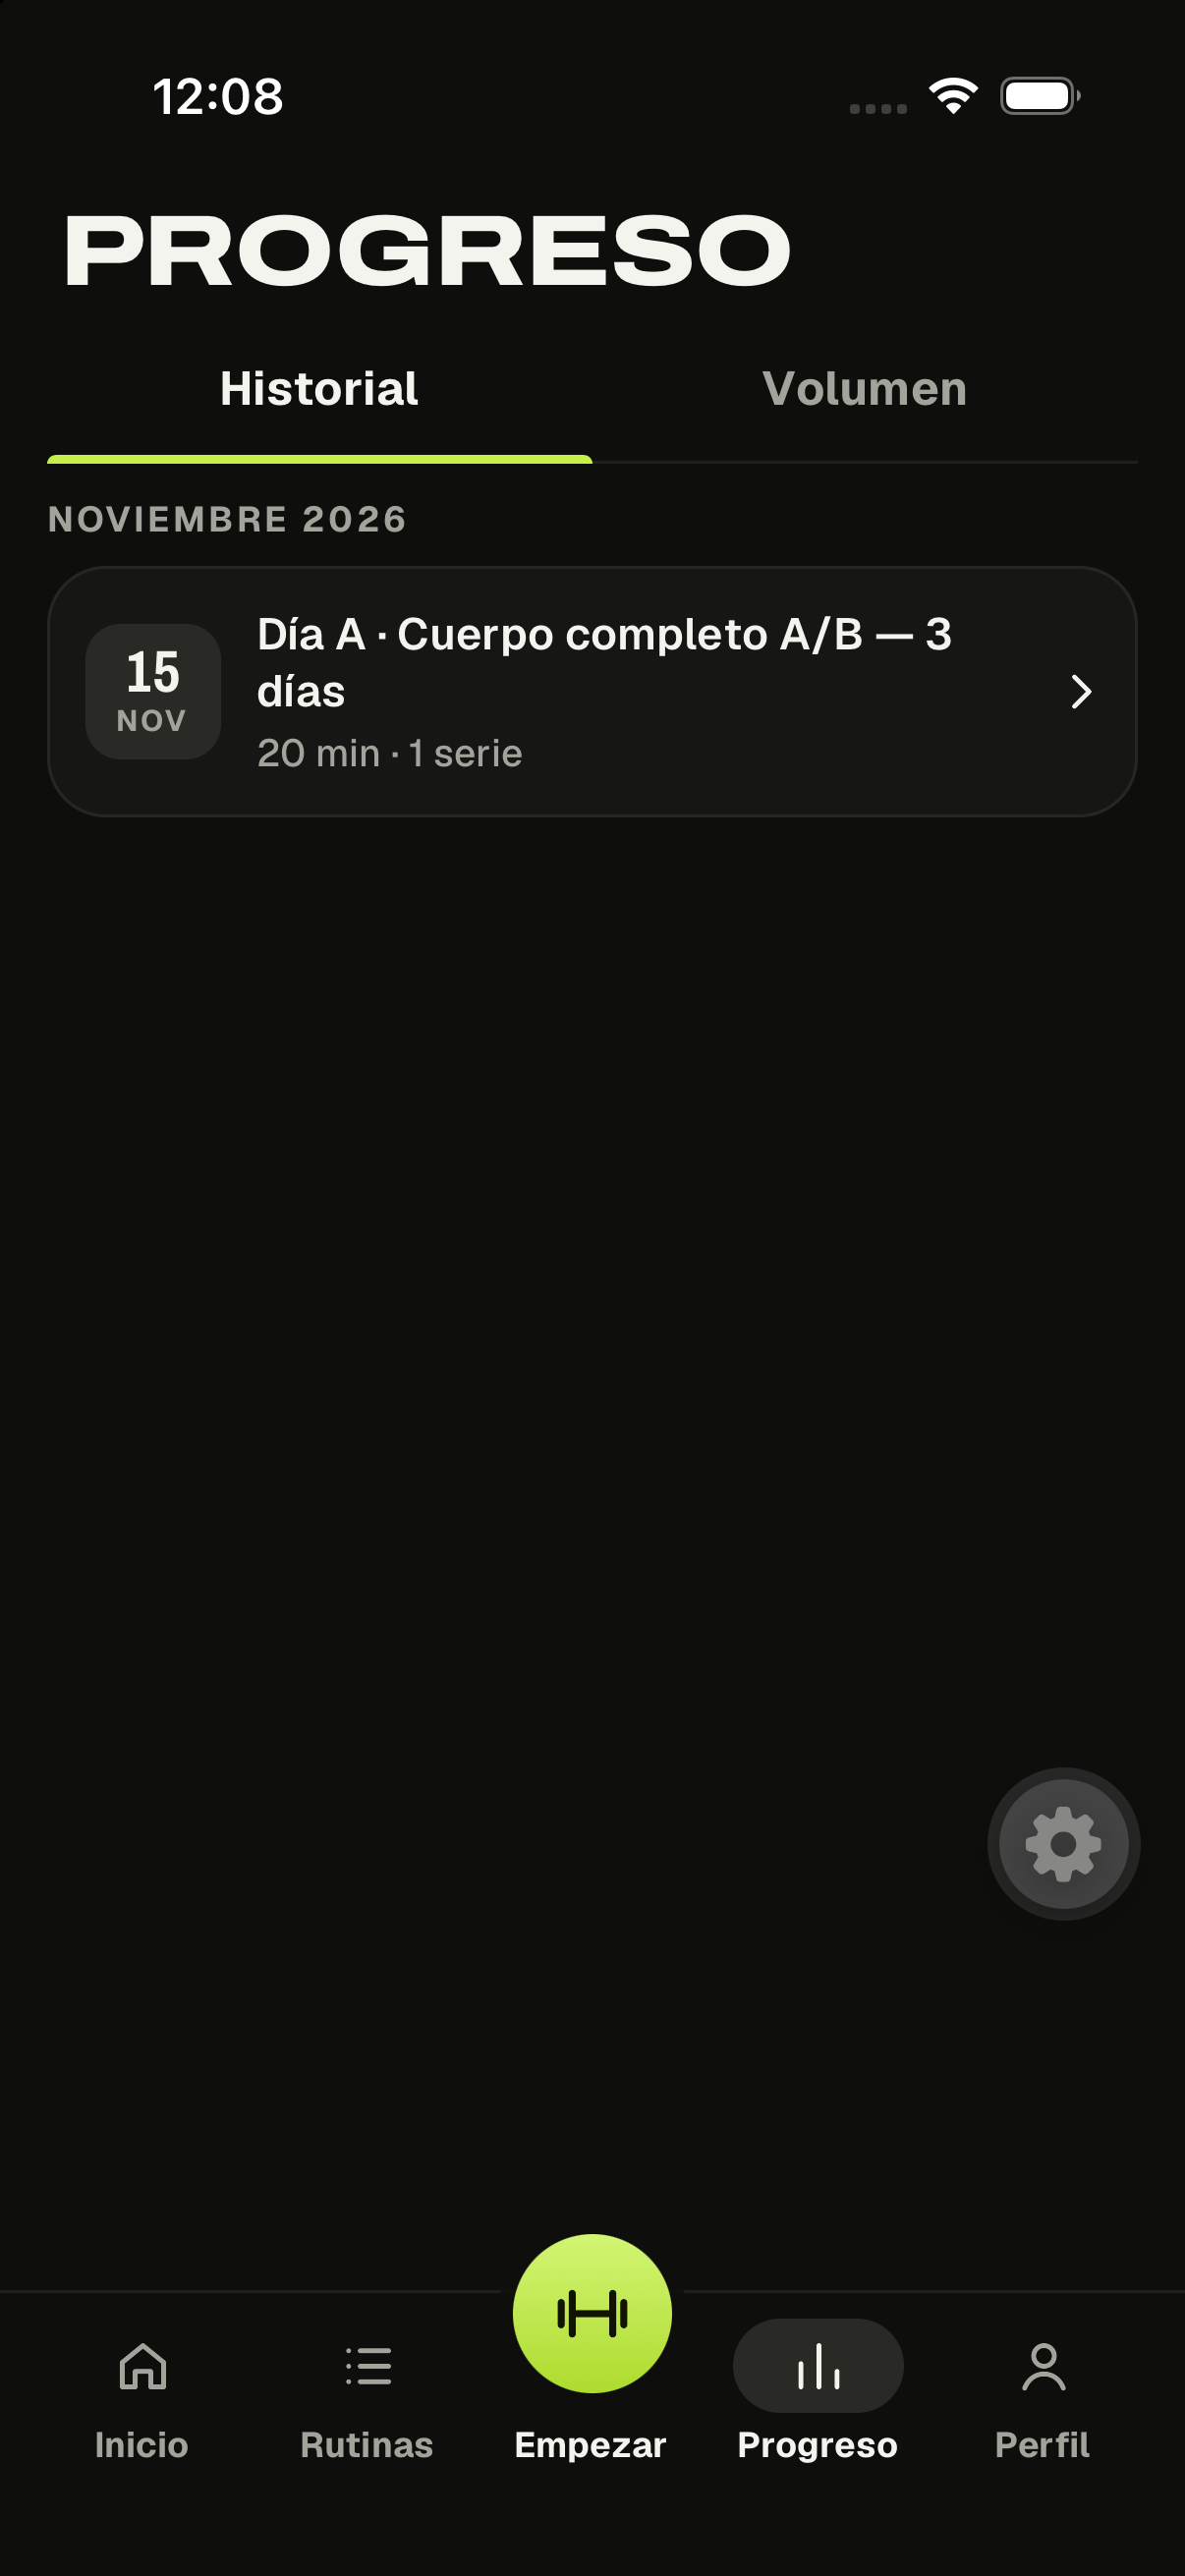 12:08
PROGRESO
Historial
Volumen
NOVIEMBRE 2026
15
NOV
Día A · Cuerpo completo A/B — 3
días
20 min · 1 serie
Inicio
Rutinas
Empezar
Progreso
Perfil